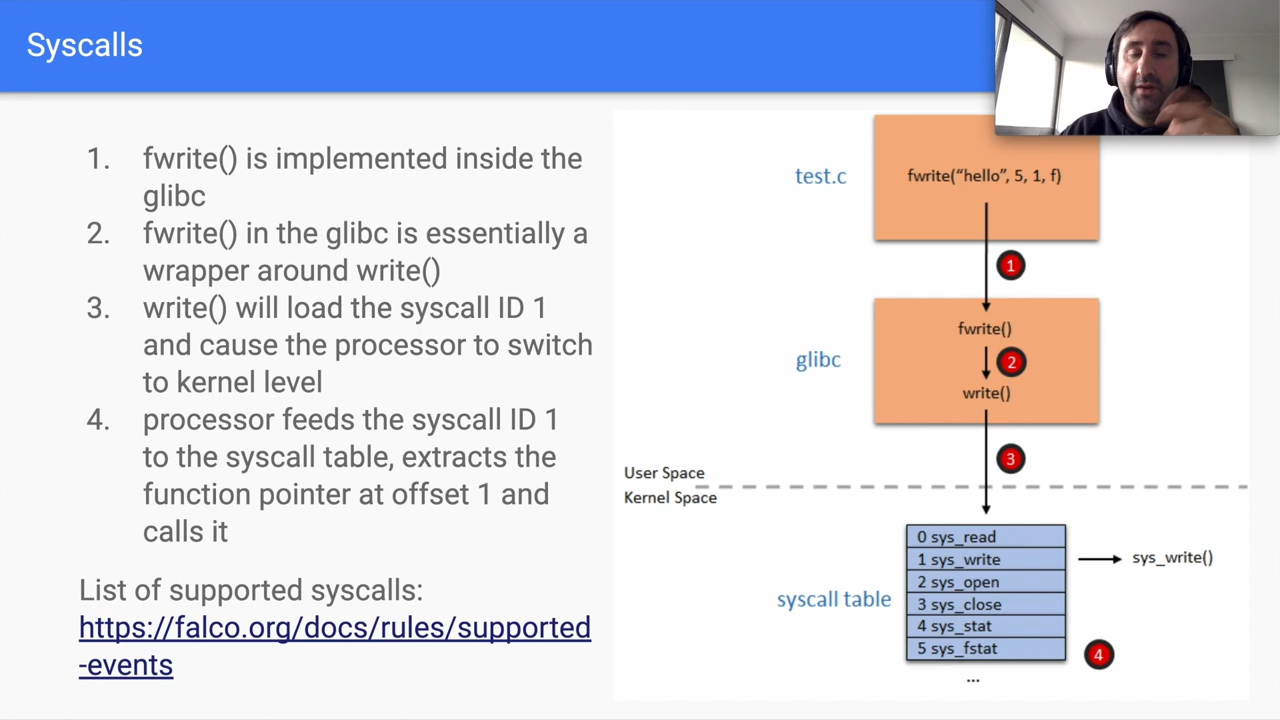 Syscalls
1. fwrite() is implemented inside the
glibc
2. fwrite() in the glibc is essentially a
wrapper around write()
3. write() will load the syscall ID 1
and cause the processor to switch
to kernel level
4. processor feeds the syscall ID 1
to the syscall table, extracts the
function pointer at offset 1 and
calls it
List of supported syscalls:
https://falco.org/docs/rules/supported
-events
test.c
fwrite(“hello”, 5, 1, f)
1
glibc
fwrite()
2
write()
3
User Space
Kernel Space
syscall table
0 sys_read
1 sys_write
2 sys_open
3 sys_close
4 sys_stat
5 sys_fstat
...
sys_write()
4